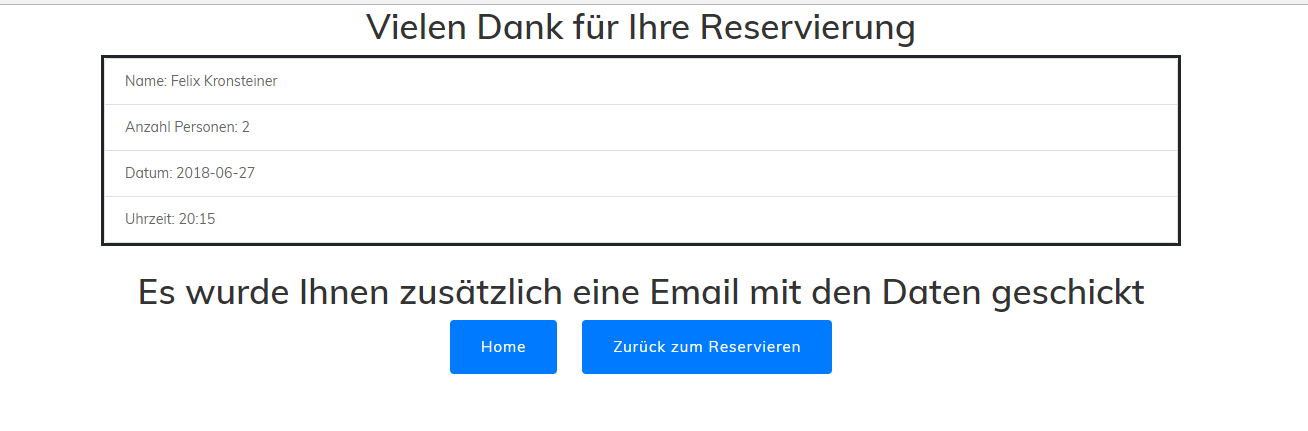 Vielen Dank für Ihre Reservierung
Name: Felix Kronsteiner
Anzahl Personen: 2
Datum: 2018-06-27
Uhrzeit: 20:15
Es wurde Ihnen zusätzlich eine Email mit den Daten geschickt
Home
Zurück zum Reservieren